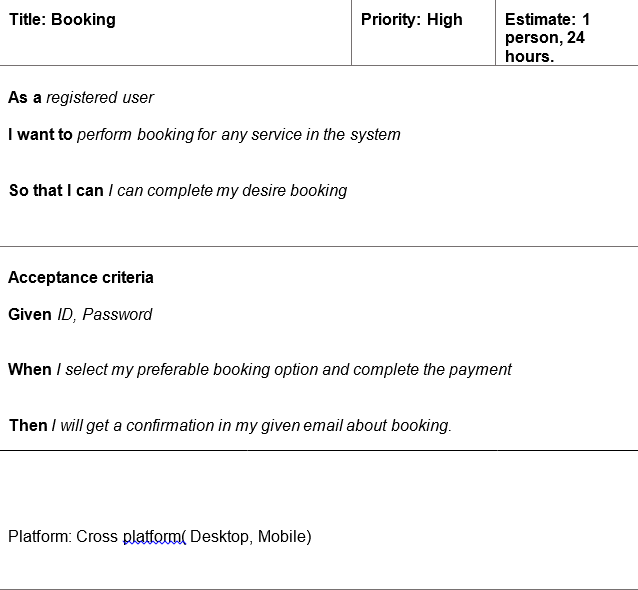 Title: Booking
Priority: High
Estimate: 1
person, 24
hours.
As a registered user
I want to perform booking for any service in the system
So that I can I can complete my desire booking
Acceptance criteria
Given ID, Password
When I select my preferable booking option and complete the payment
Then I will get a confirmation in my given email about booking.
Platform: Cross platform( Desktop, Mobile)